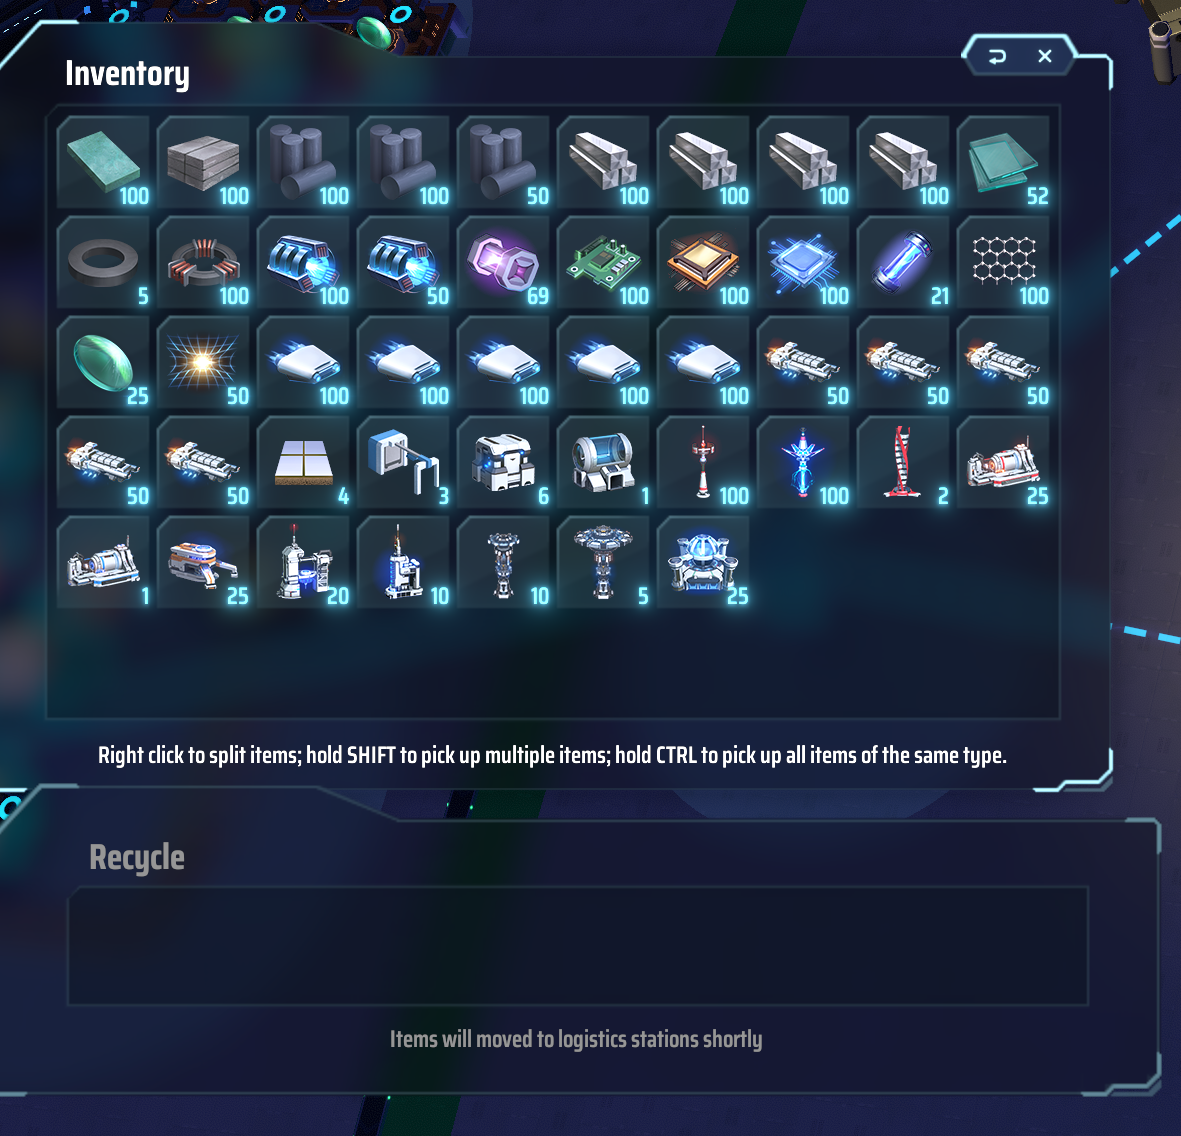 Inventory
100 100 100 100 50 100 100 100 100 52
5 100 100 50 69 100 100 100 21 100
25 50 100 100 100 100 100 50 50 50
50 50 4 3 6 1 100 100 2 25
1 25 20 10 10 5 25
Right click to split items; hold SHIFT to pick up multiple items; hold CTRL to pick up all items of the same type.
Recycle
Items will moved to logistics stations shortly